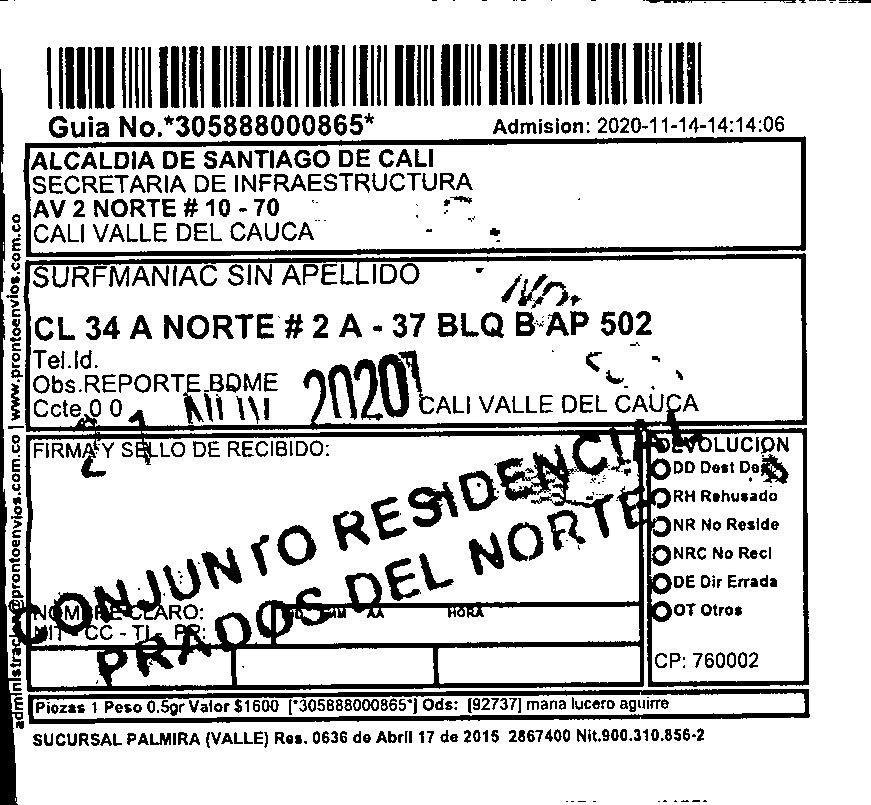 Guia No.*305888000865*
Admision: 2020-11-14-14:14:06
ALCALDIA DE SANTIAGO DE CALI
SECRETARIA DE INFRAESTRUCTURA
AV 2 NORTE # 10 - 70
CALI VALLE DEL CAUCA
SURFMANIAC SIN APELLIDO
CL 34 A NORTE # 2 A - 37 BLQ B AP 502
Tel.Id.
Obs.REPORTE BDME
Ccte.0 0
2020
CALI VALLE DEL CAUCA
FIRMA Y SELLO DE RECIBIDO:
CONJUNTO RESIDENCIAL
PRADOS DEL NORTE
NOMBRE CLARO:
NIT - CC - TI - PR:
DD MM AA HORA
DEVOLUCION
DD Dest Des
RH Rehusado
NR No Reside
NRC No Recl
DE Dir Errada
OT Otros
CP: 760002
Piezas 1 Peso 0.5gr Valor $1600 [*305888000865*] Ods: [92737] maria lucero aguirre
SUCURSAL PALMIRA (VALLE) Res. 0636 de Abril 17 de 2015 2867400 Nit.900.310.856-2
administracion@prontoenvios.com.co | www.prontoenvios.com.co